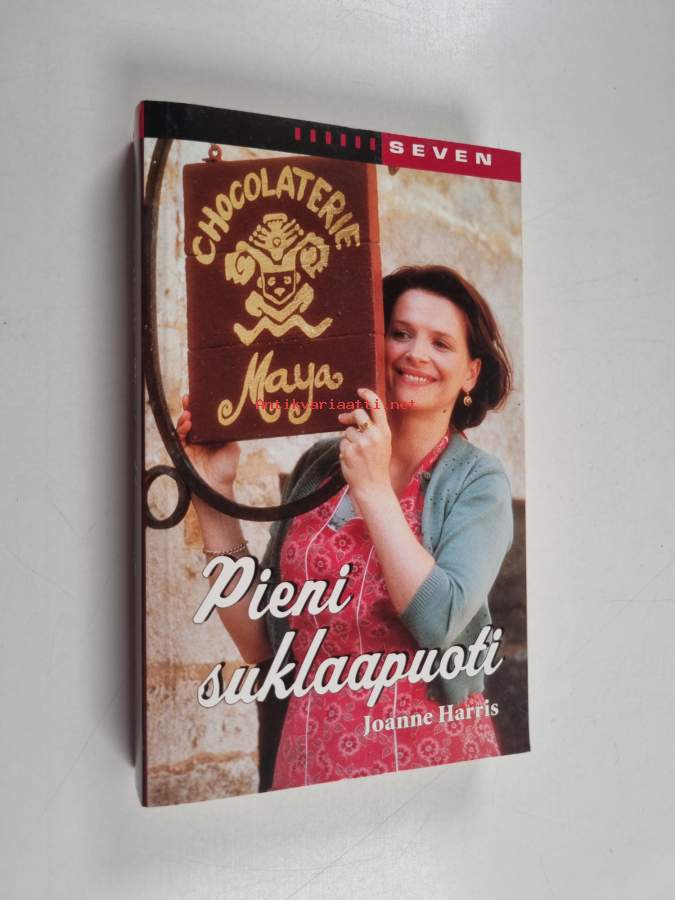 SEVEN
CHOCOLATERIE
Maya
Antikvariaatti.net
Pieni
suklaapuoti
Joanne Harris